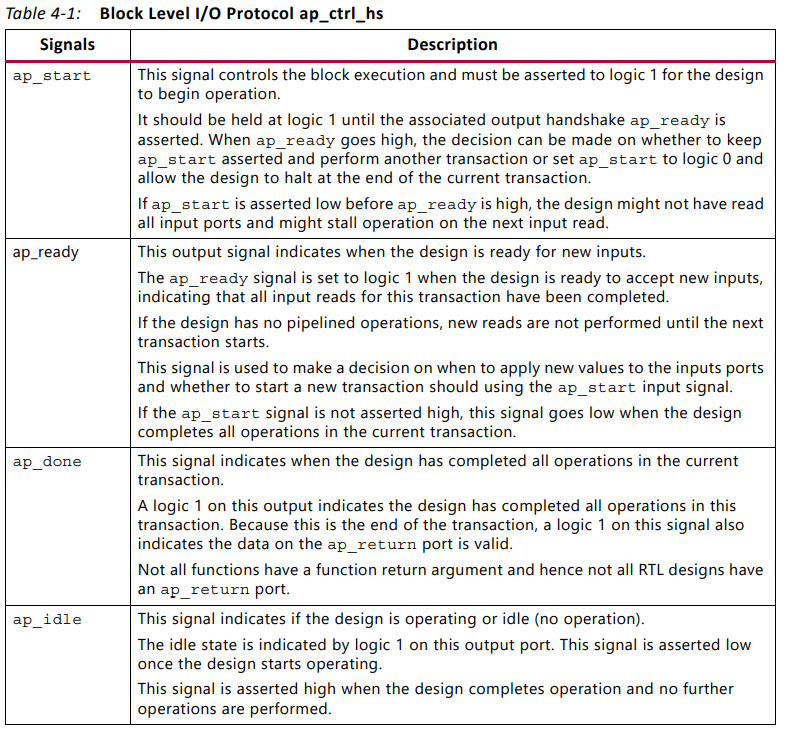 Table 4-1: Block Level I/O Protocol ap_ctrl_hs
Signals Description
ap_start This signal controls the block execution and must be asserted to logic 1 for the design
to begin operation.
It should be held at logic 1 until the associated output handshake ap_ready is
asserted. When ap_ready goes high, the decision can be made on whether to keep
ap_start asserted and perform another transaction or set ap_start to logic 0 and
allow the design to halt at the end of the current transaction.
If ap_start is asserted low before ap_ready is high, the design might not have read
all input ports and might stall operation on the next input read.
ap_ready This output signal indicates when the design is ready for new inputs.
The ap_ready signal is set to logic 1 when the design is ready to accept new inputs,
indicating that all input reads for this transaction have been completed.
If the design has no pipelined operations, new reads are not performed until the next
transaction starts.
This signal is used to make a decision on when to apply new values to the inputs ports
and whether to start a new transaction should using the ap_start input signal.
If the ap_start signal is not asserted high, this signal goes low when the design
completes all operations in the current transaction.
ap_done This signal indicates when the design has completed all operations in the current
transaction.
A logic 1 on this output indicates the design has completed all operations in this
transaction. Because this is the end of the transaction, a logic 1 on this signal also
indicates the data on the ap_return port is valid.
Not all functions have a function return argument and hence not all RTL designs have
an ap_return port.
ap_idle This signal indicates if the design is operating or idle (no operation).
The idle state is indicated by logic 1 on this output port. This signal is asserted low
once the design starts operating.
This signal is asserted high when the design completes operation and no further
operations are performed.